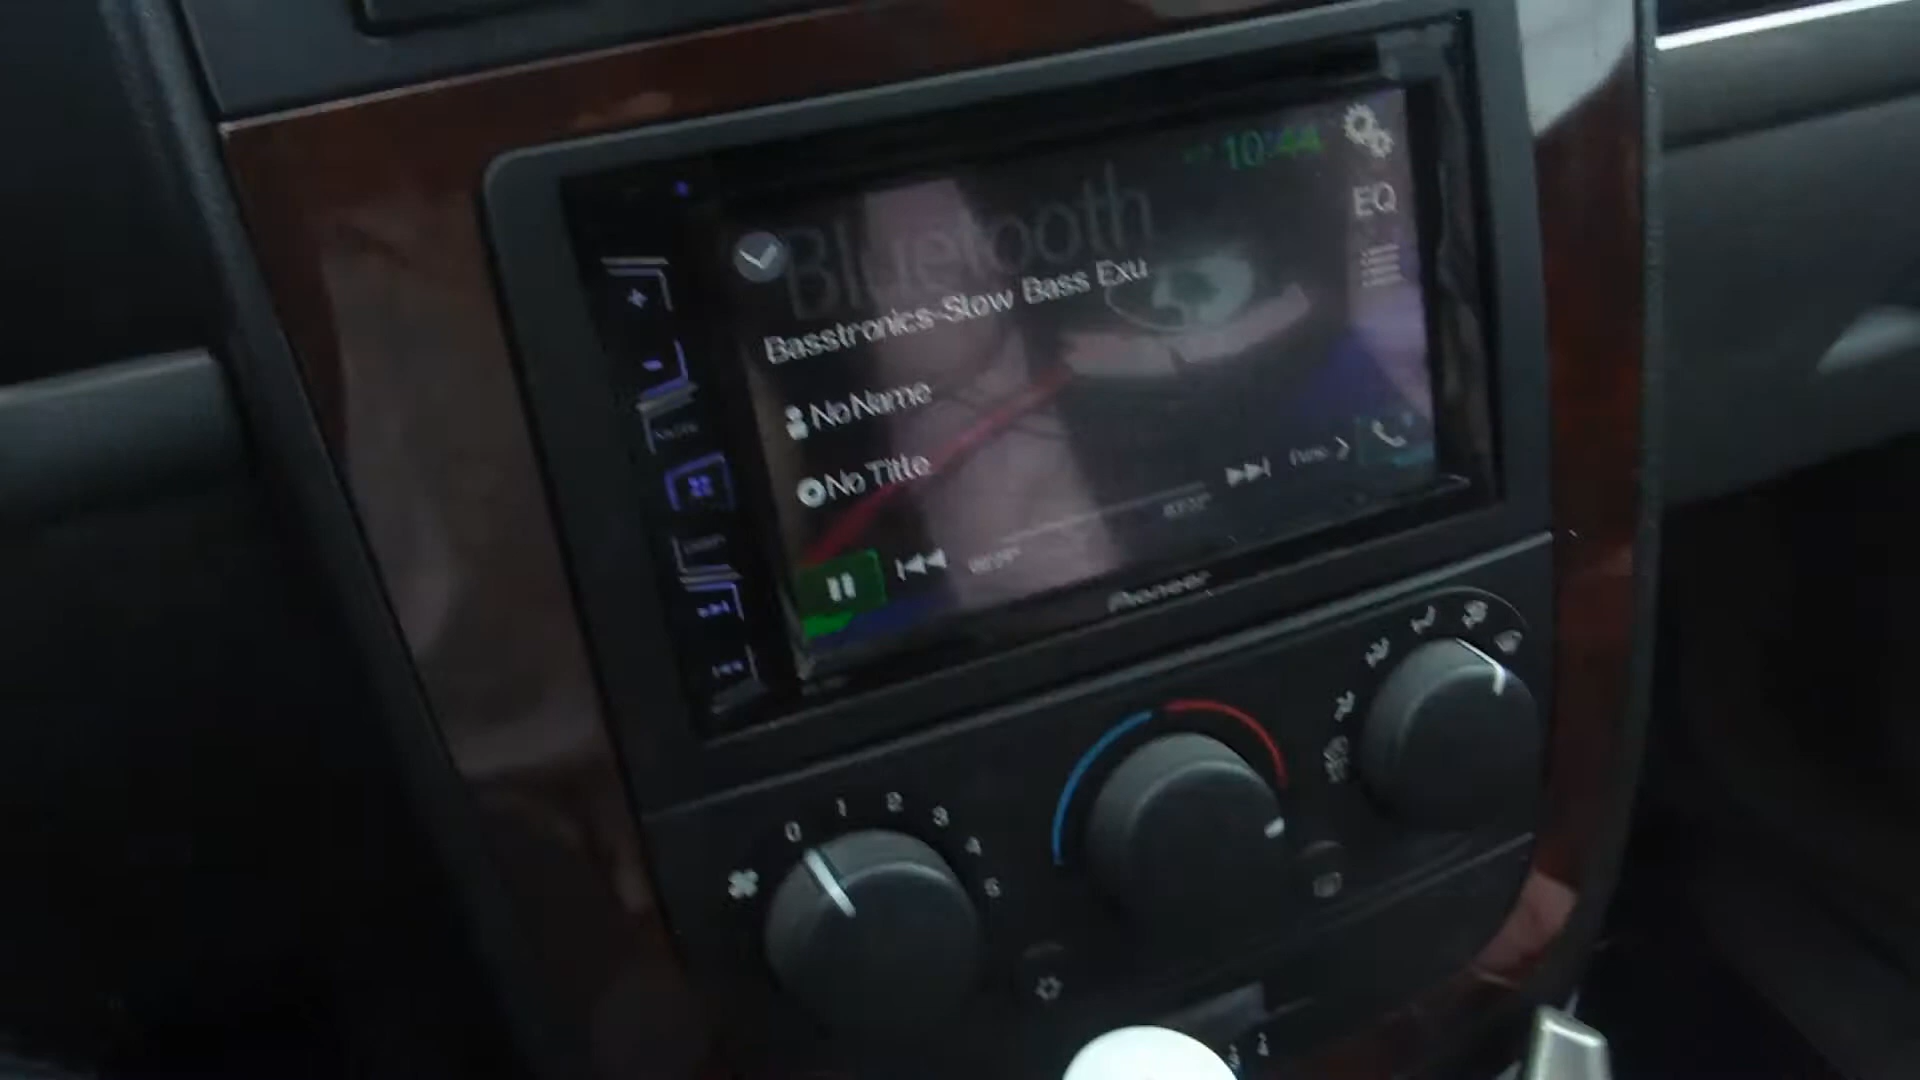 10:44
Bluetooth
EQ
Basstronics-Slow Bass Exu
No Name
No Title
Pioneer
0 1 2 3 4 5